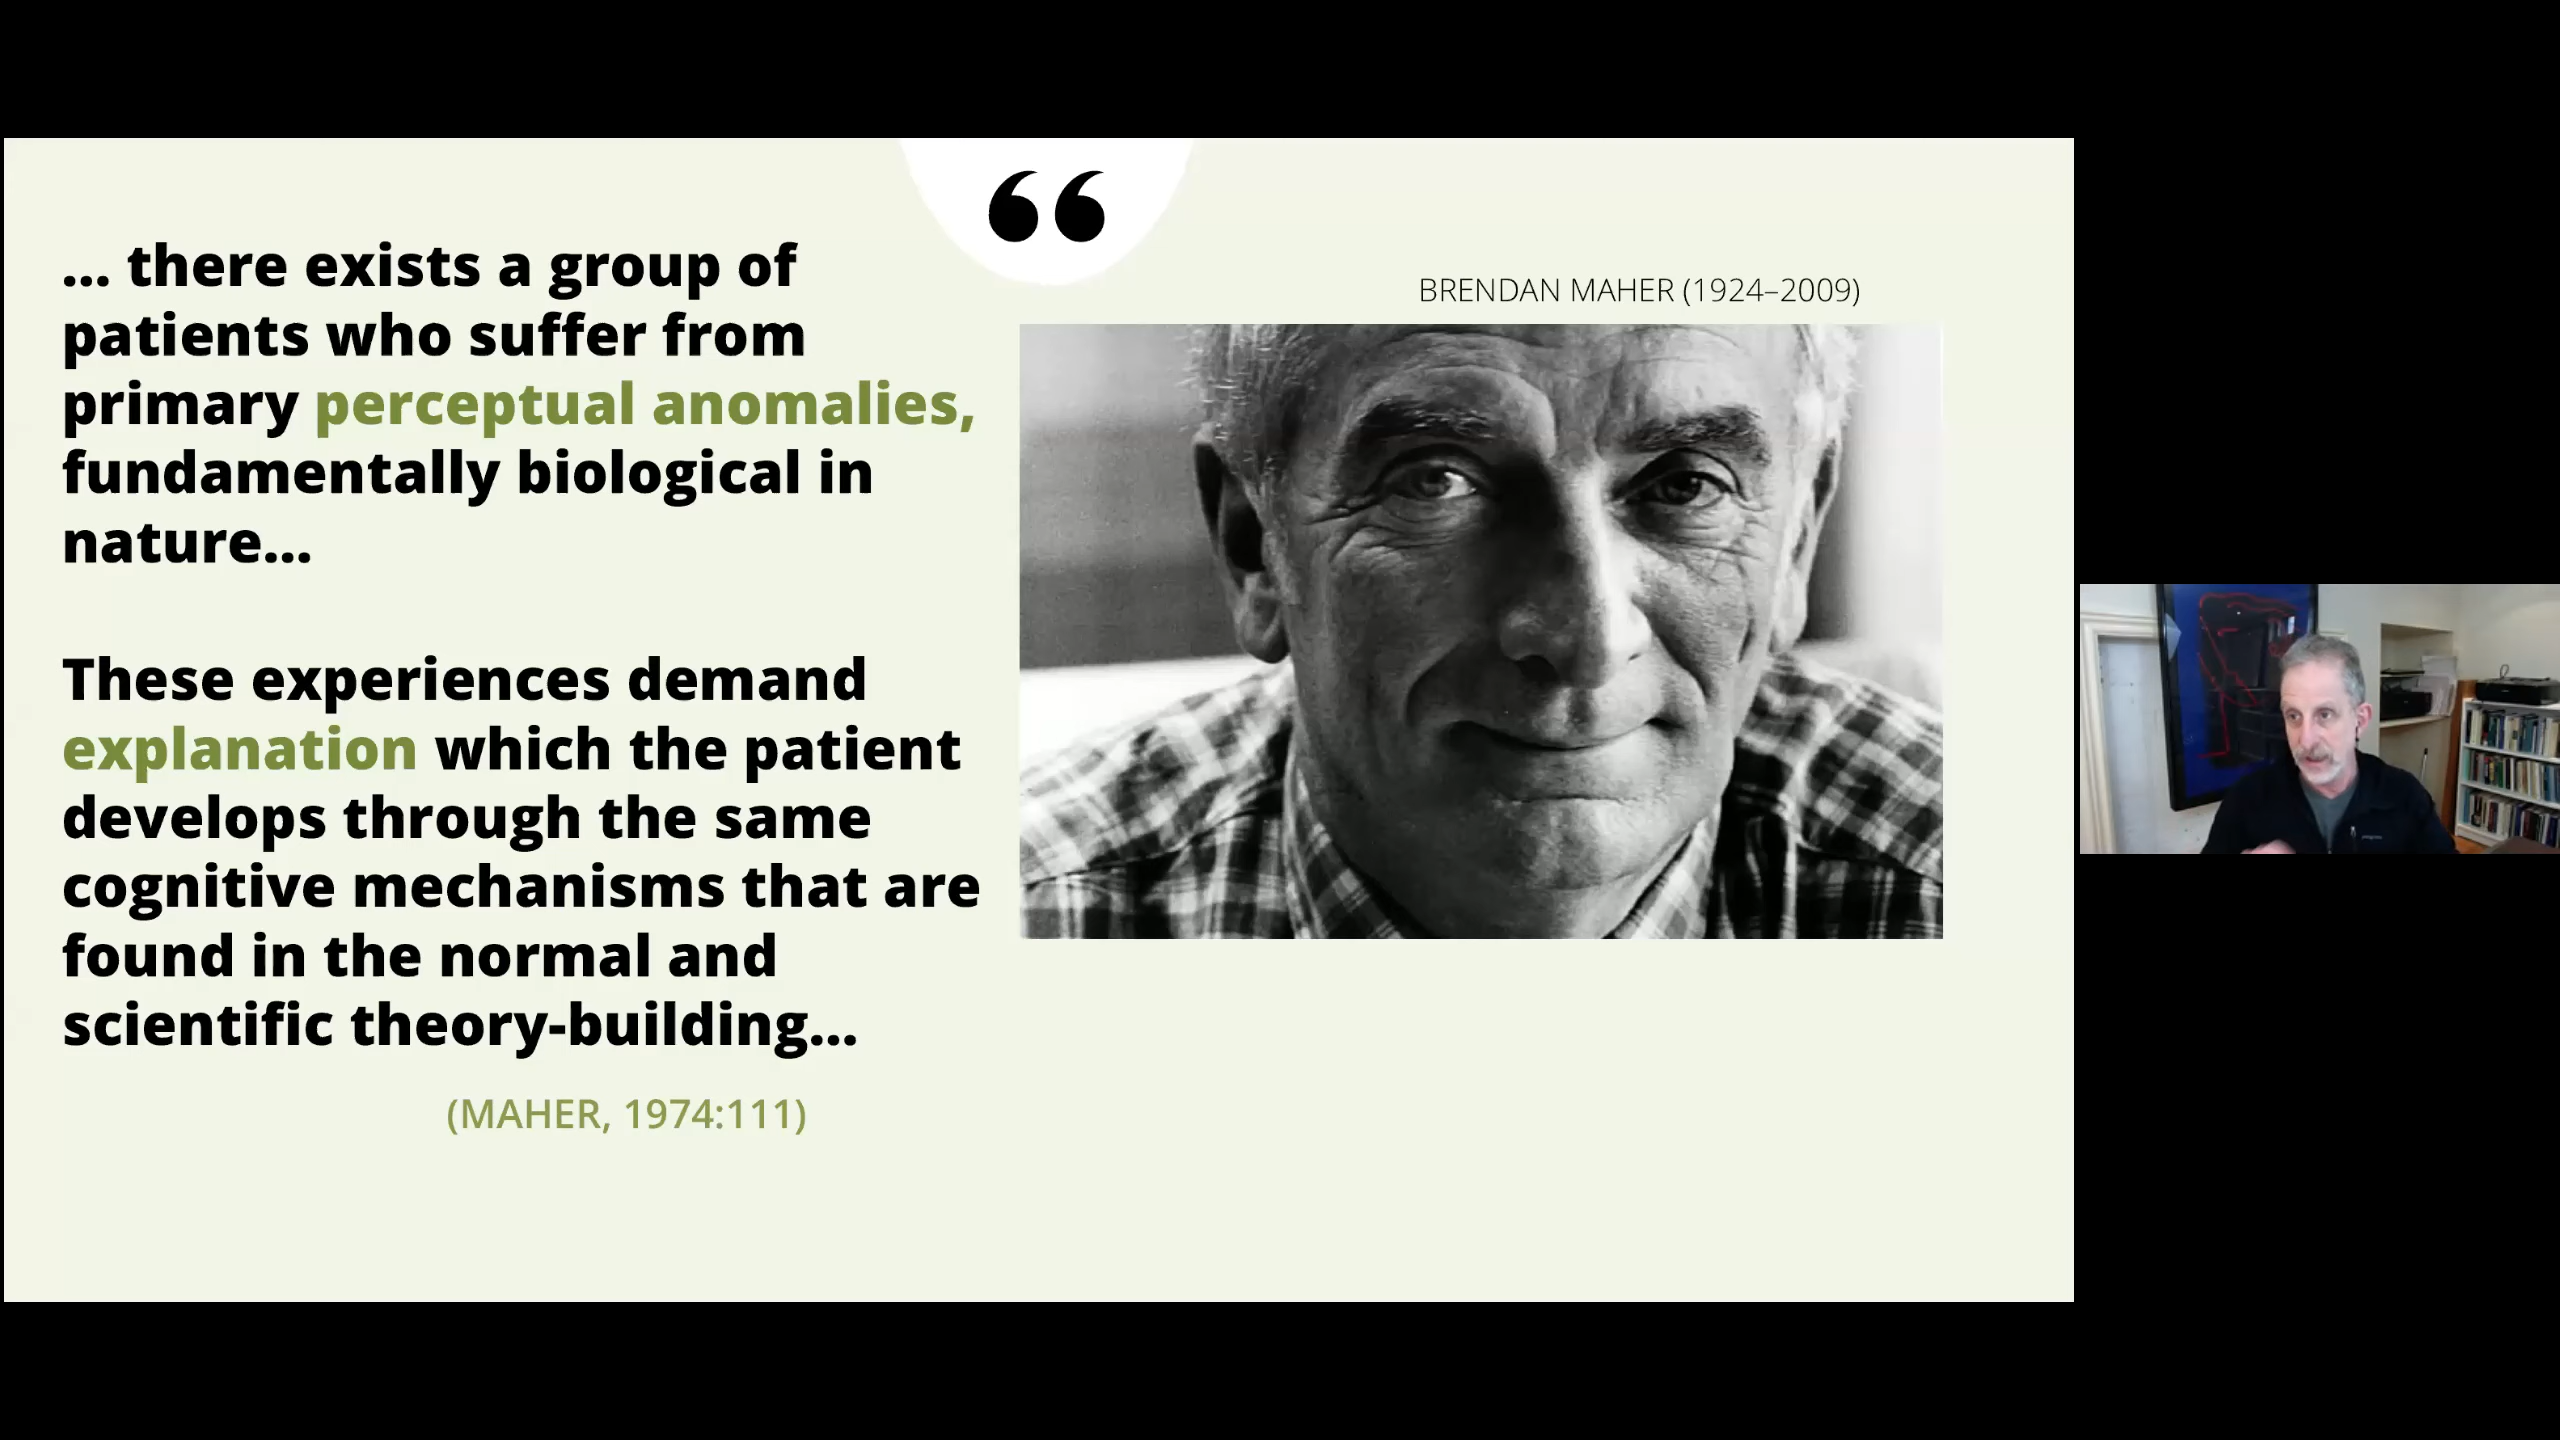 “
... there exists a group of
patients who suffer from
primary perceptual anomalies,
fundamentally biological in
nature...
These experiences demand
explanation which the patient
develops through the same
cognitive mechanisms that are
found in the normal and
scientific theory-building...
(MAHER, 1974:111)
BRENDAN MAHER (1924–2009)